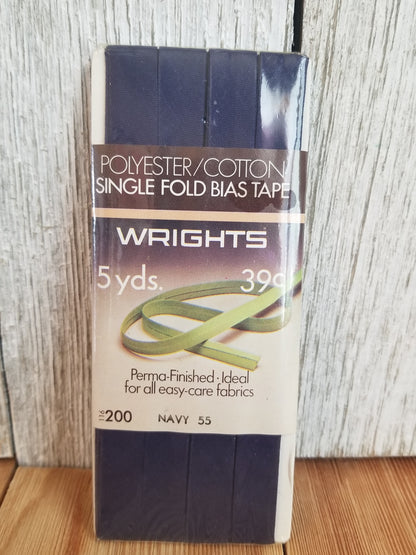 POLYESTER/COTTON
SINGLE FOLD BIAS TAPE
WRIGHTS
5 yds. 39¢
Perma-Finished · Ideal
for all easy-care fabrics
116 200 NAVY 55